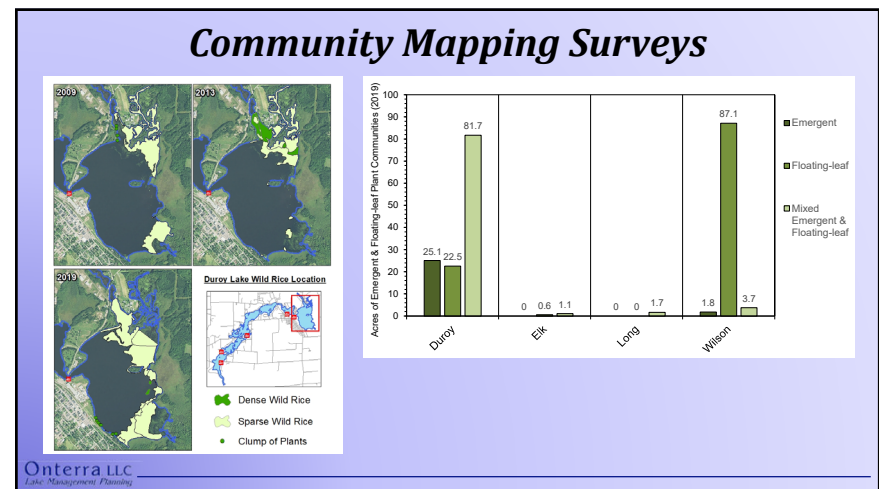 Community Mapping Surveys
2009
2013
2019
Duroy Lake Wild Rice Location
Dense Wild Rice
Sparse Wild Rice
Clump of Plants
Acres of Emergent & Floating-leaf Plant Communities (2019)
100
90
80
70
60
50
40
30
20
10
0
25.1
22.5
81.7
0
0.6
1.1
0
0
1.7
1.8
87.1
3.7
Duroy
Elk
Long
Wilson
Emergent
Floating-leaf
Mixed
Emergent &
Floating-leaf
Onterra LLC
Lake Management Planning